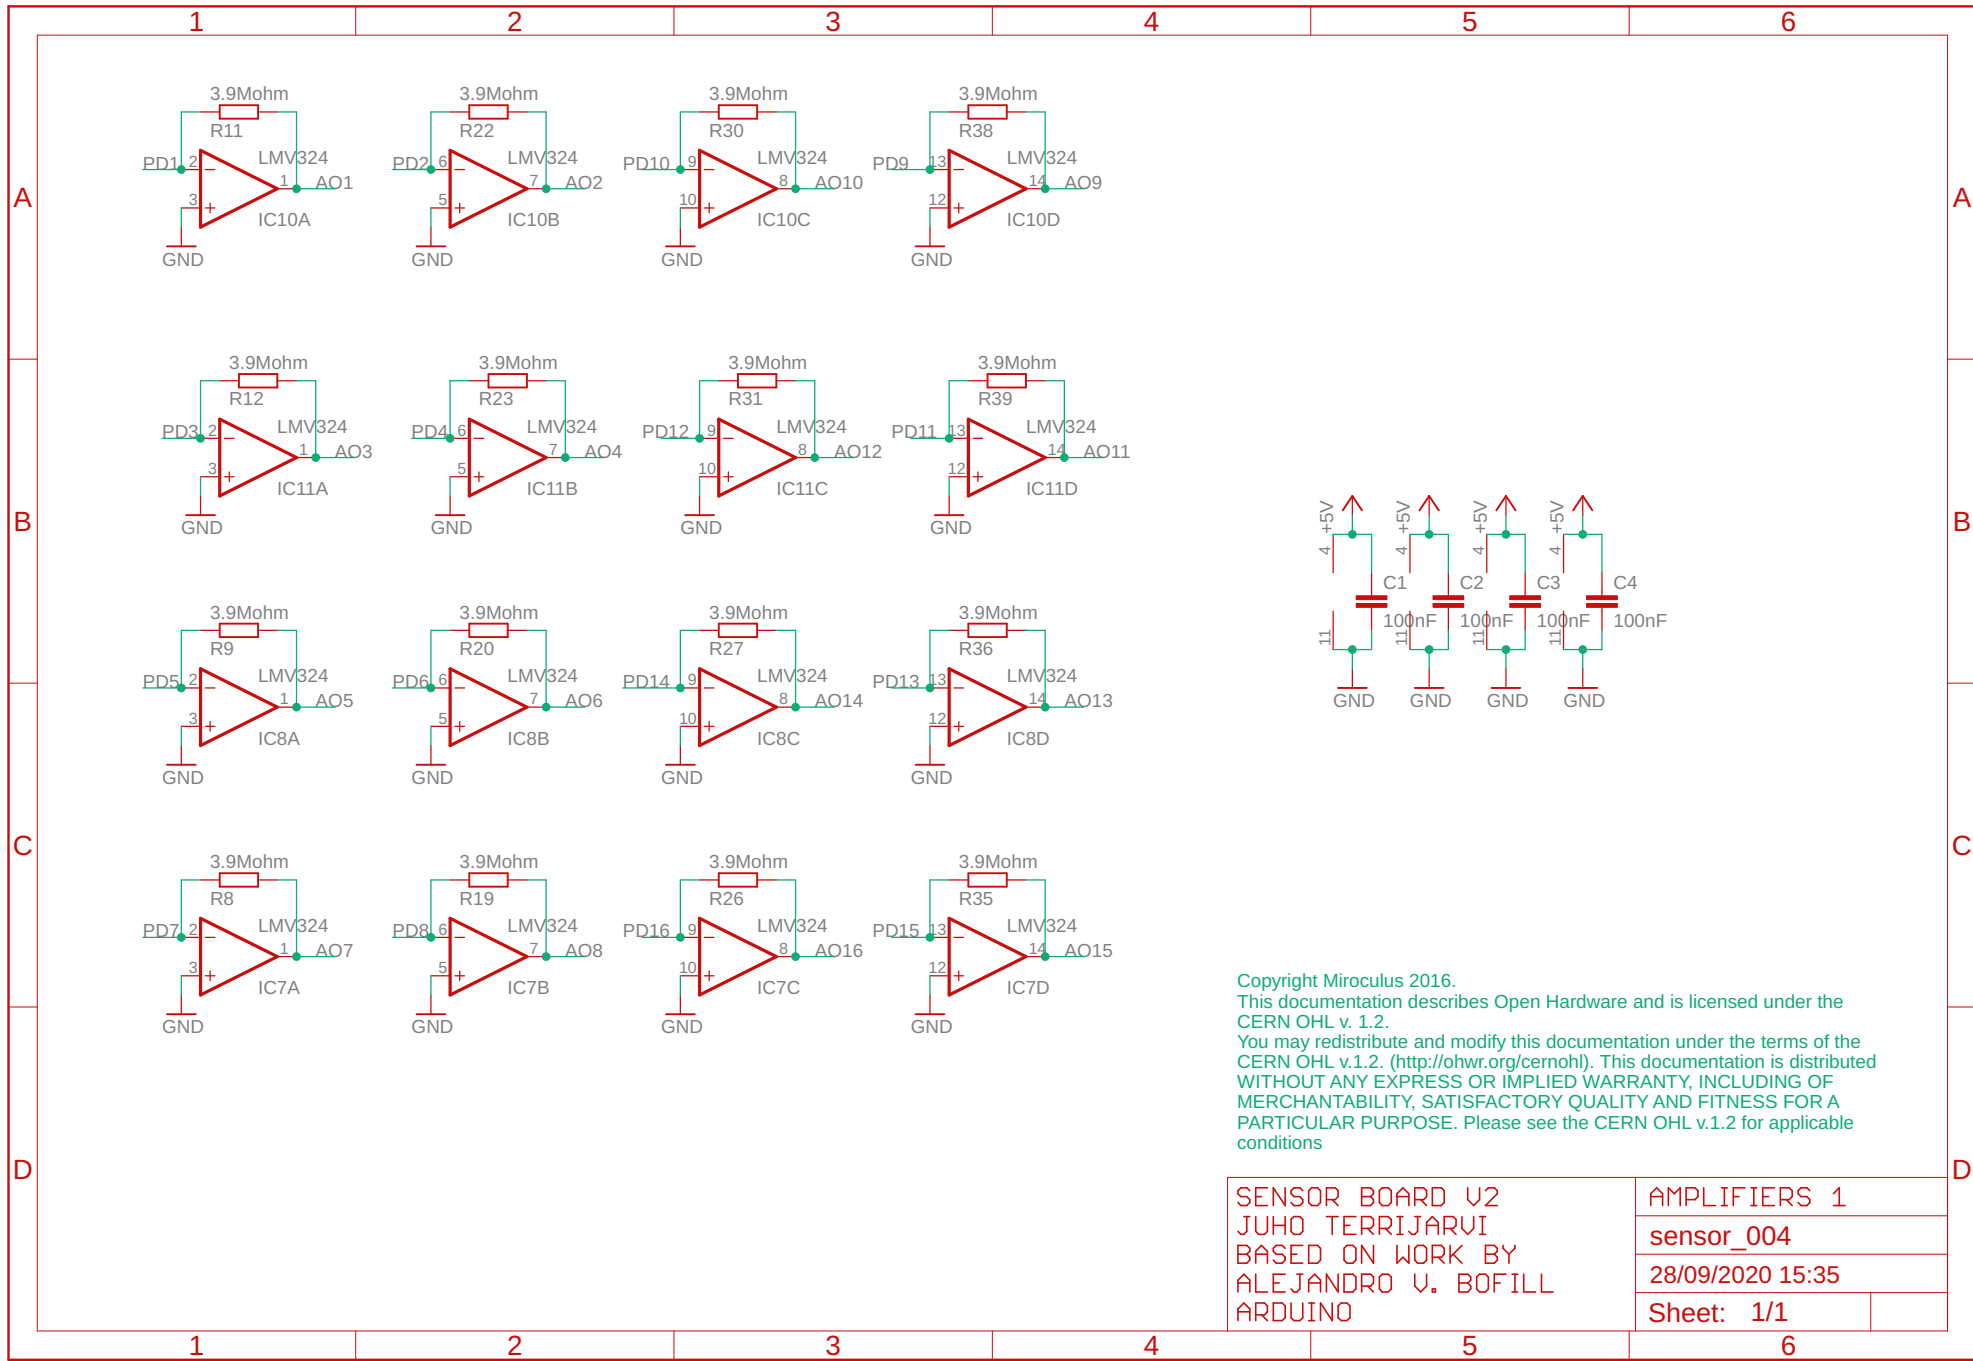 1 2 3 4 5 6
A A
3.9Mohm 3.9Mohm 3.9Mohm 3.9Mohm
R11 R22 R30 R38
LMV324 LMV324 LMV324 LMV324
PD1 2 PD2 6 PD10 9 PD9 13
1 AO1 7 AO2 8 AO10 14 AO9
3 5 10 12
IC10A IC10B IC10C IC10D
GND GND GND GND
3.9Mohm 3.9Mohm 3.9Mohm 3.9Mohm
R12 R23 R31 R39
LMV324 LMV324 LMV324 LMV324
PD3 2 PD4 6 PD12 9 PD11 13
1 AO3 7 AO4 8 AO12 14 AO11
3 5 10 12
IC11A IC11B IC11C IC11D
GND GND GND GND
B B
+5V +5V +5V +5V
4 4 4 4
C1 C2 C3 C4
100nF 100nF 100nF 100nF
11 11 11 11
GND GND GND GND
3.9Mohm 3.9Mohm 3.9Mohm 3.9Mohm
R9 R20 R27 R36
LMV324 LMV324 LMV324 LMV324
PD5 2 PD6 6 PD14 9 PD13 13
1 AO5 7 AO6 8 AO14 14 AO13
3 5 10 12
IC8A IC8B IC8C IC8D
GND GND GND GND
C C
3.9Mohm 3.9Mohm 3.9Mohm 3.9Mohm
R8 R19 R26 R35
LMV324 LMV324 LMV324 LMV324
PD7 2 PD8 6 PD16 9 PD15 13
1 AO7 7 AO8 8 AO16 14 AO15
3 5 10 12
IC7A IC7B IC7C IC7D
GND GND GND GND
Copyright Miroculus 2016.
This documentation describes Open Hardware and is licensed under the
CERN OHL v. 1.2.
You may redistribute and modify this documentation under the terms of the
CERN OHL v.1.2. (http://ohwr.org/cernohl). This documentation is distributed
WITHOUT ANY EXPRESS OR IMPLIED WARRANTY, INCLUDING OF
MERCHANTABILITY, SATISFACTORY QUALITY AND FITNESS FOR A
PARTICULAR PURPOSE. Please see the CERN OHL v.1.2 for applicable
conditions
D D
SENSOR BOARD V2
JUHO TERRIJARVI
BASED ON WORK BY
ALEJANDRO V. BOFILL
ARDUINO
AMPLIFIERS 1
sensor_004
28/09/2020 15:35
Sheet: 1/1
1 2 3 4 5 6